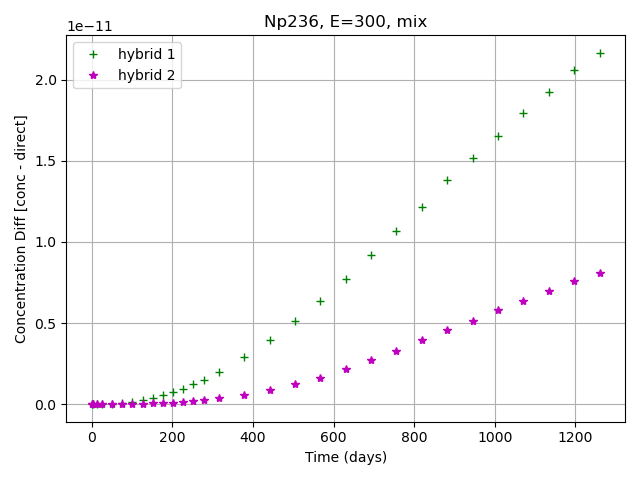 Np236, E=300, mix
1e−11
hybrid 1
hybrid 2
2.0
1.5
1.0
0.5
0.0
Concentration Diff [conc - direct]
0 200 400 600 800 1000 1200
Time (days)